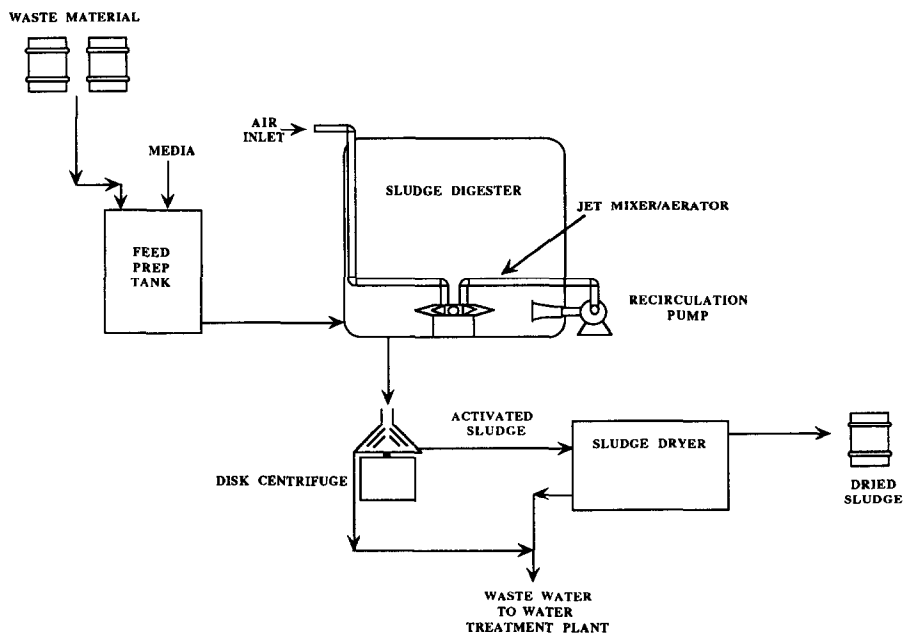 WASTE MATERIAL
AIR
INLET
MEDIA
SLUDGE DIGESTER
JET MIXER/AERATOR
FEED
PREP
TANK
RECIRCULATION
PUMP
ACTIVATED
SLUDGE
SLUDGE DRYER
DISK CENTRIFUGE
DRIED
SLUDGE
WASTE WATER
TO WATER
TREATMENT PLANT